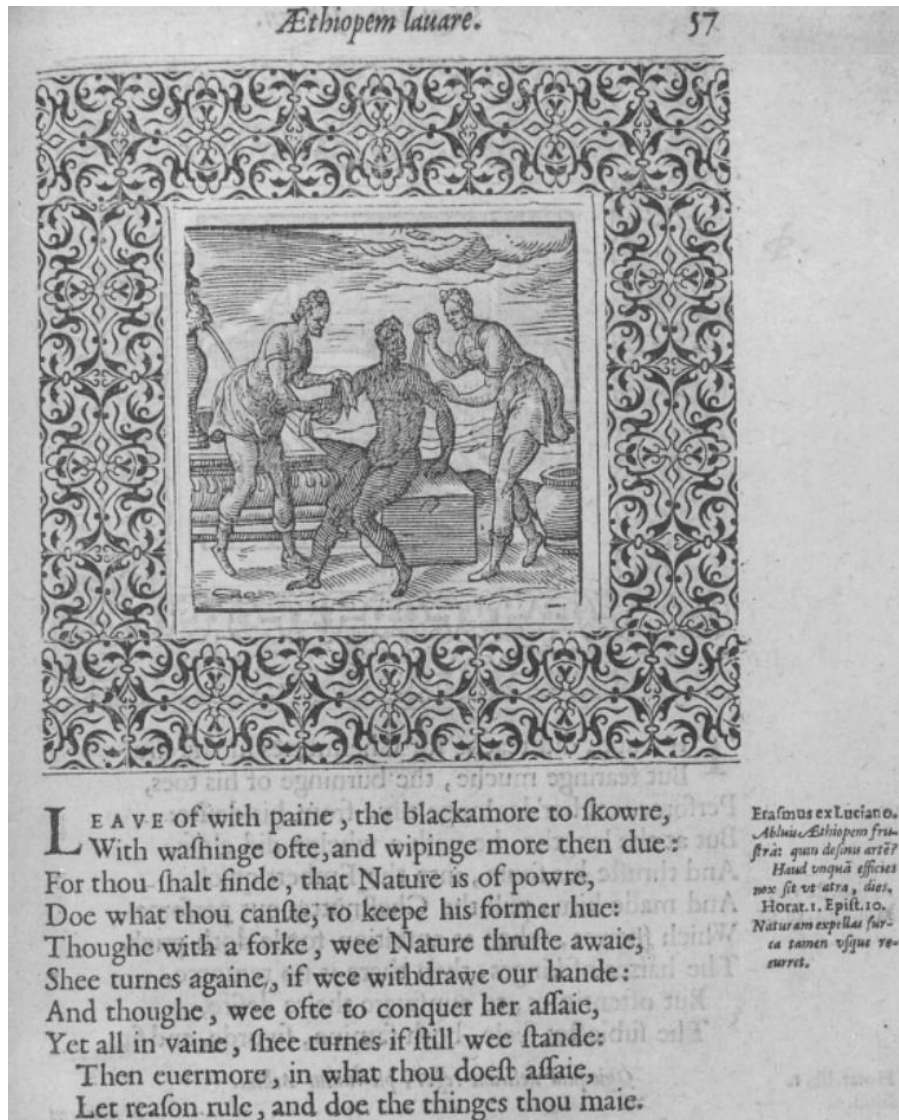 Æthiopem lauare. 57
LEAVE of with paine, the blackamore to ſkowre,
With waſhinge ofte, and wipinge more then due:
For thou ſhalt finde, that Nature is of powre,
Doe what thou canſte, to keepe his former hue:
Thoughe with a forke, wee Nature thruſte awaie,
Shee turnes againe, if wee withdrawe our hande:
And thoughe, wee ofte to conquer her aſſaie,
Yet all in vaine, ſhee turnes if ſtill wee ſtande:
Then euermore, in what thou doeſt aſſaie,
Let reaſon rule, and doe the thinges thou maie.
Eraſmus ex Luciano.
Abluis Æthiopem fru-
ſtrà: quin deſinis artē?
Haud vnquā efficies
nox ſit vt atra, dies.
Horat. 1. Epiſt. 10.
Naturam expellas fur-
ca tamen vſque re-
curret.